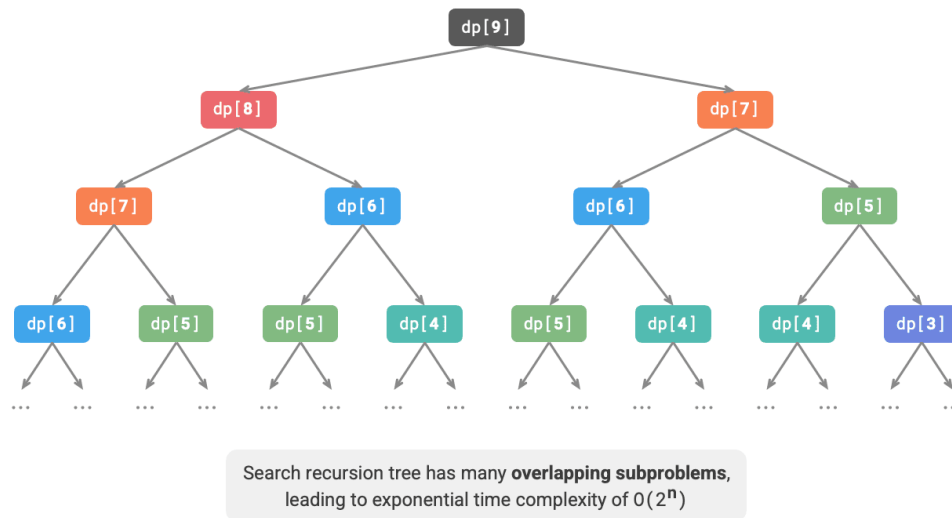 dp[9]
dp[8] dp[7]
dp[7] dp[6] dp[6] dp[5]
dp[6] dp[5] dp[5] dp[4] dp[5] dp[4] dp[4] dp[3]
... ... ... ... ... ... ... ... ... ... ... ... ... ... ... ...
Search recursion tree has many overlapping subproblems,
leading to exponential time complexity of O(2ⁿ)